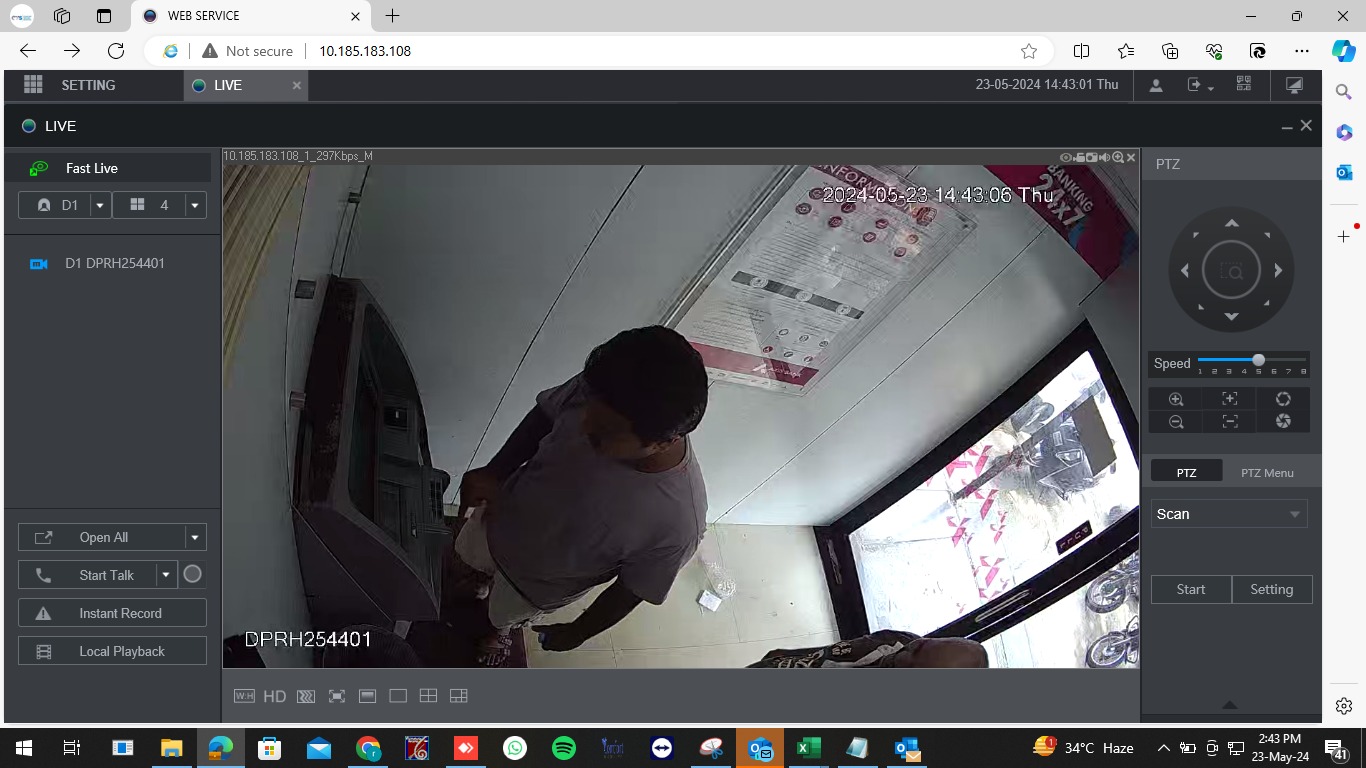 WEB SERVICE
Not secure
10.185.183.108
SETTING
LIVE
23-05-2024 14:43:01 Thu
LIVE
Fast Live
D1
4
D1 DPRH254401
Open All
Start Talk
Instant Record
Local Playback
10.185.183.108_1_297Kbps_M
2024-05-23 14:43:06 Thu
BANKING
24x7
DPRH254401
W:H
HD
PTZ
Speed
1 2 3 4 5 6 7 8
PTZ
PTZ Menu
Scan
Start
Setting
34°C Haze
2:43 PM
23-May-24
41